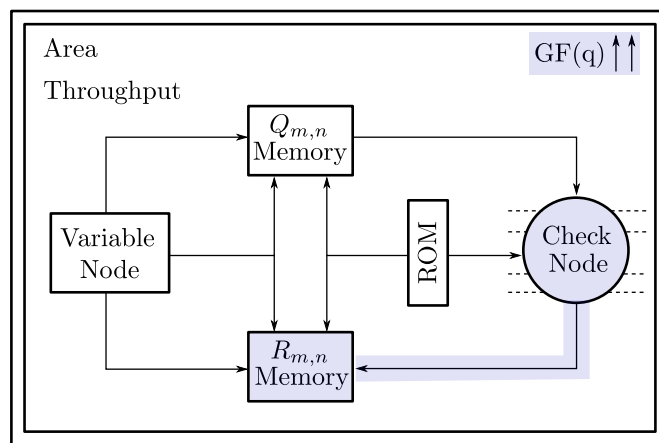 Area
GF(q)
Throughput
Q_{m,n}
Memory
Variable
Node
ROM
Check
Node
R_{m,n}
Memory